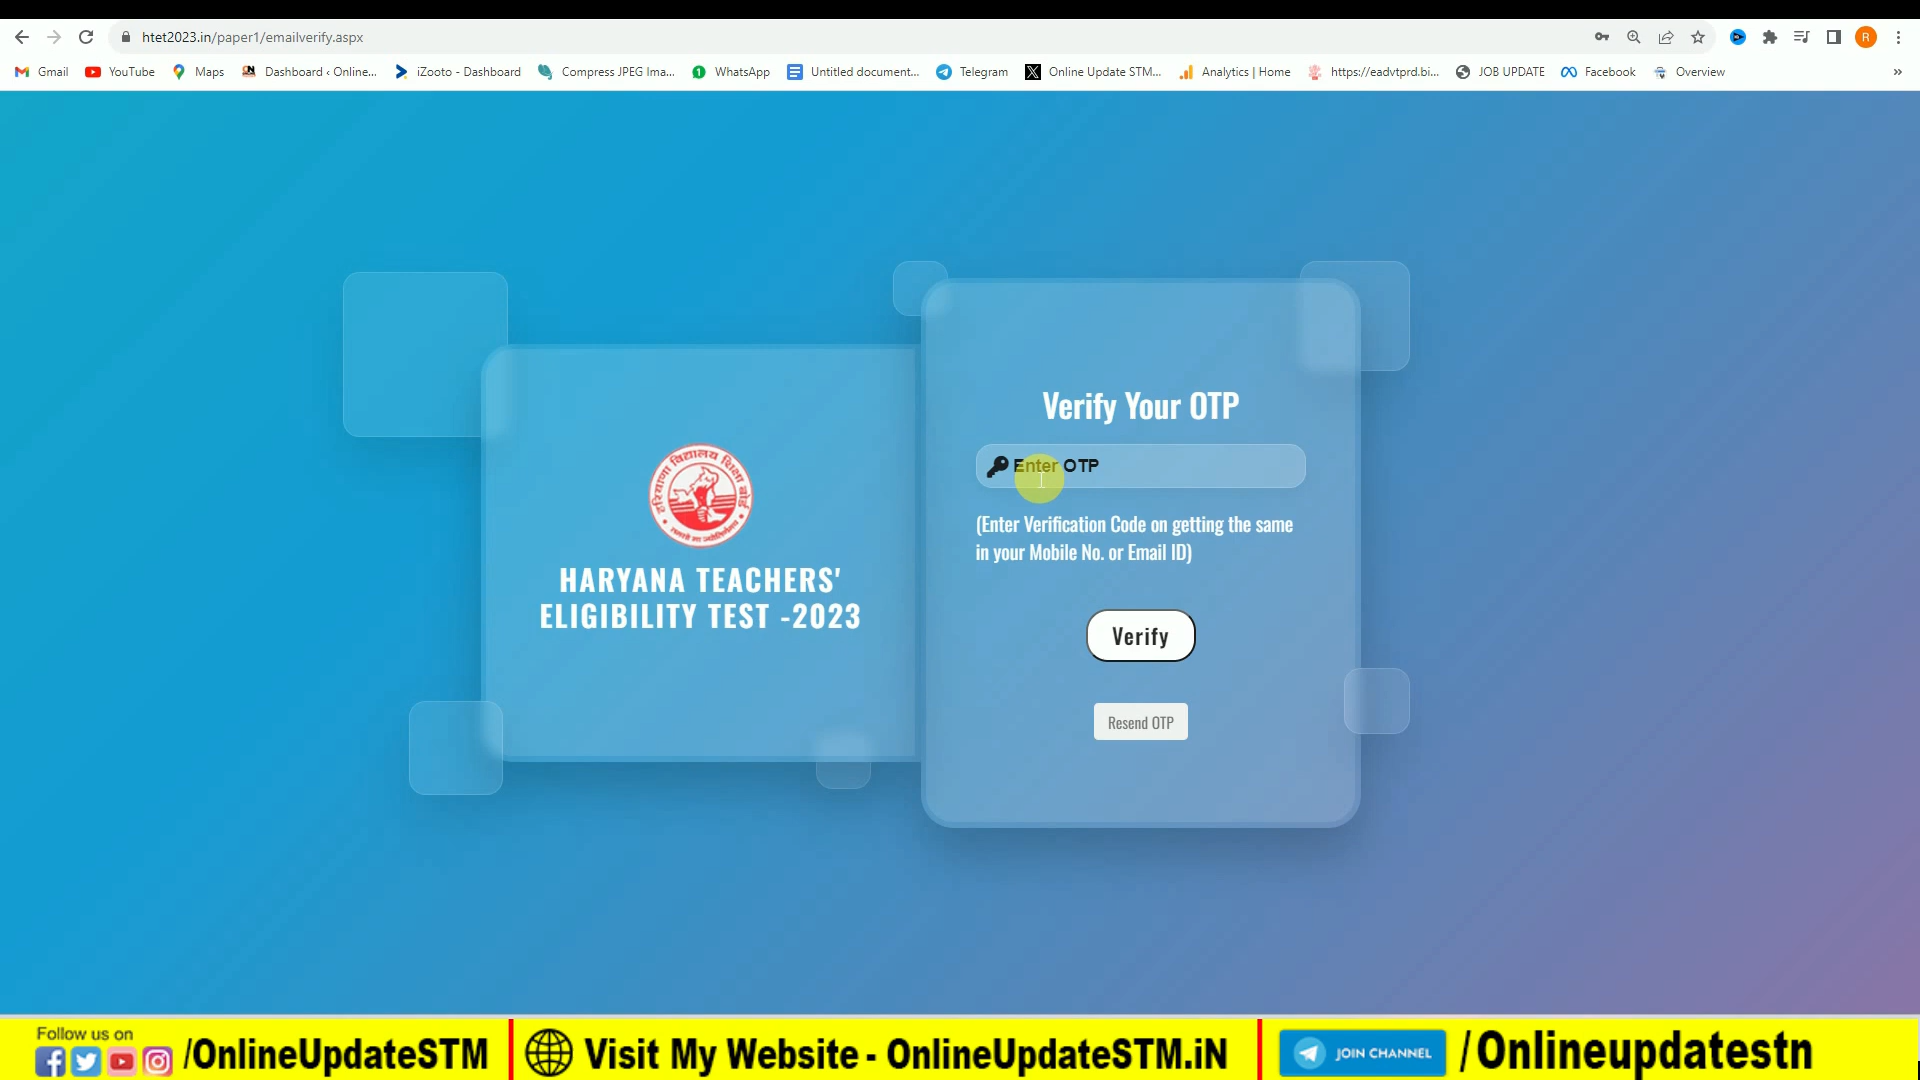 htet2023.in/paper1/emailverify.aspx
R
Gmail
YouTube
Maps
Dashboard ‹ Online...
iZooto - Dashboard
Compress JPEG Ima...
WhatsApp
Untitled document...
Telegram
Online Update STM...
Analytics | Home
https://eadvtprd.bi...
JOB UPDATE
Facebook
Overview
»
हरियाणा विद्यालय शिक्षा बोर्ड
HARYANA TEACHERS'
ELIGIBILITY TEST -2023
Verify Your OTP
Enter OTP
(Enter Verification Code on getting the same
in your Mobile No. or Email ID)
Verify
Resend OTP
Follow us on
/OnlineUpdateSTM
Visit My Website - OnlineUpdateSTM.iN
JOIN CHANNEL
/Onlineupdatestn